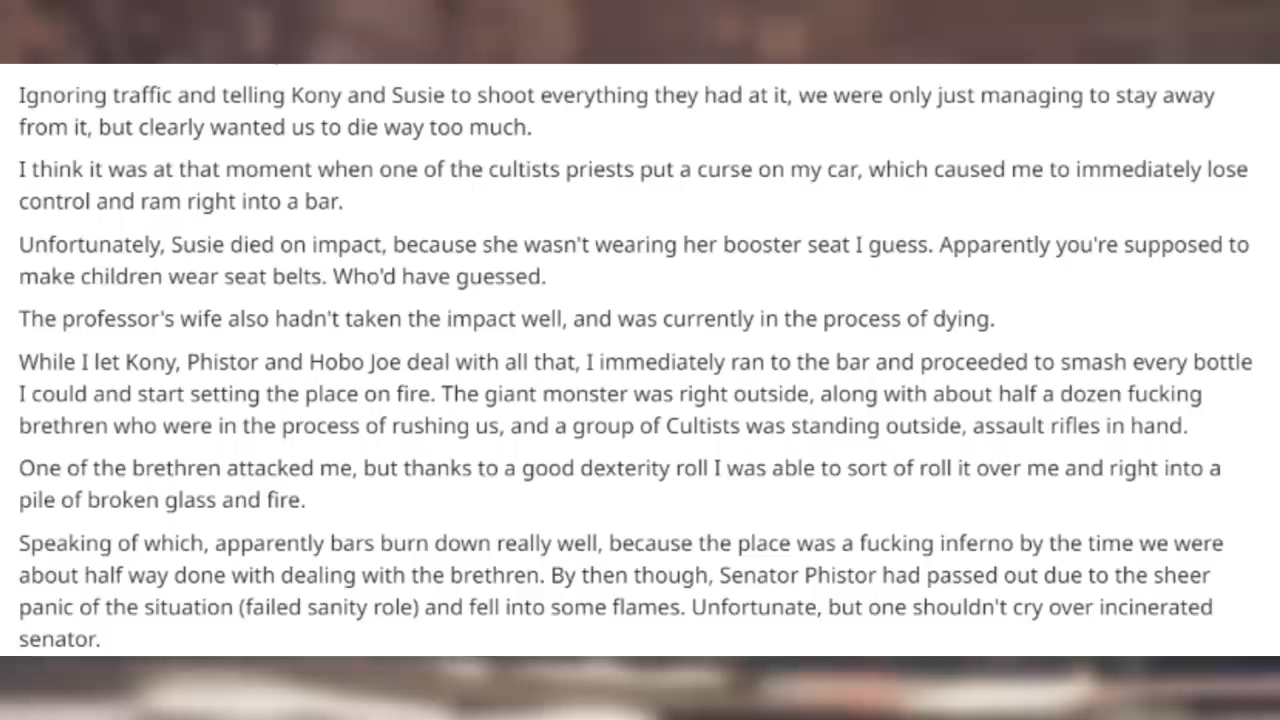 Ignoring traffic and telling Kony and Susie to shoot everything they had at it, we were only just managing to stay away
from it, but clearly wanted us to die way too much.
I think it was at that moment when one of the cultists priests put a curse on my car, which caused me to immediately lose
control and ram right into a bar.
Unfortunately, Susie died on impact, because she wasn't wearing her booster seat I guess. Apparently you're supposed to
make children wear seat belts. Who'd have guessed.
The professor's wife also hadn't taken the impact well, and was currently in the process of dying.
While I let Kony, Phistor and Hobo Joe deal with all that, I immediately ran to the bar and proceeded to smash every bottle
I could and start setting the place on fire. The giant monster was right outside, along with about half a dozen fucking
brethren who were in the process of rushing us, and a group of Cultists was standing outside, assault rifles in hand.
One of the brethren attacked me, but thanks to a good dexterity roll I was able to sort of roll it over me and right into a
pile of broken glass and fire.
Speaking of which, apparently bars burn down really well, because the place was a fucking inferno by the time we were
about half way done with dealing with the brethren. By then though, Senator Phistor had passed out due to the sheer
panic of the situation (failed sanity role) and fell into some flames. Unfortunate, but one shouldn't cry over incinerated
senator.